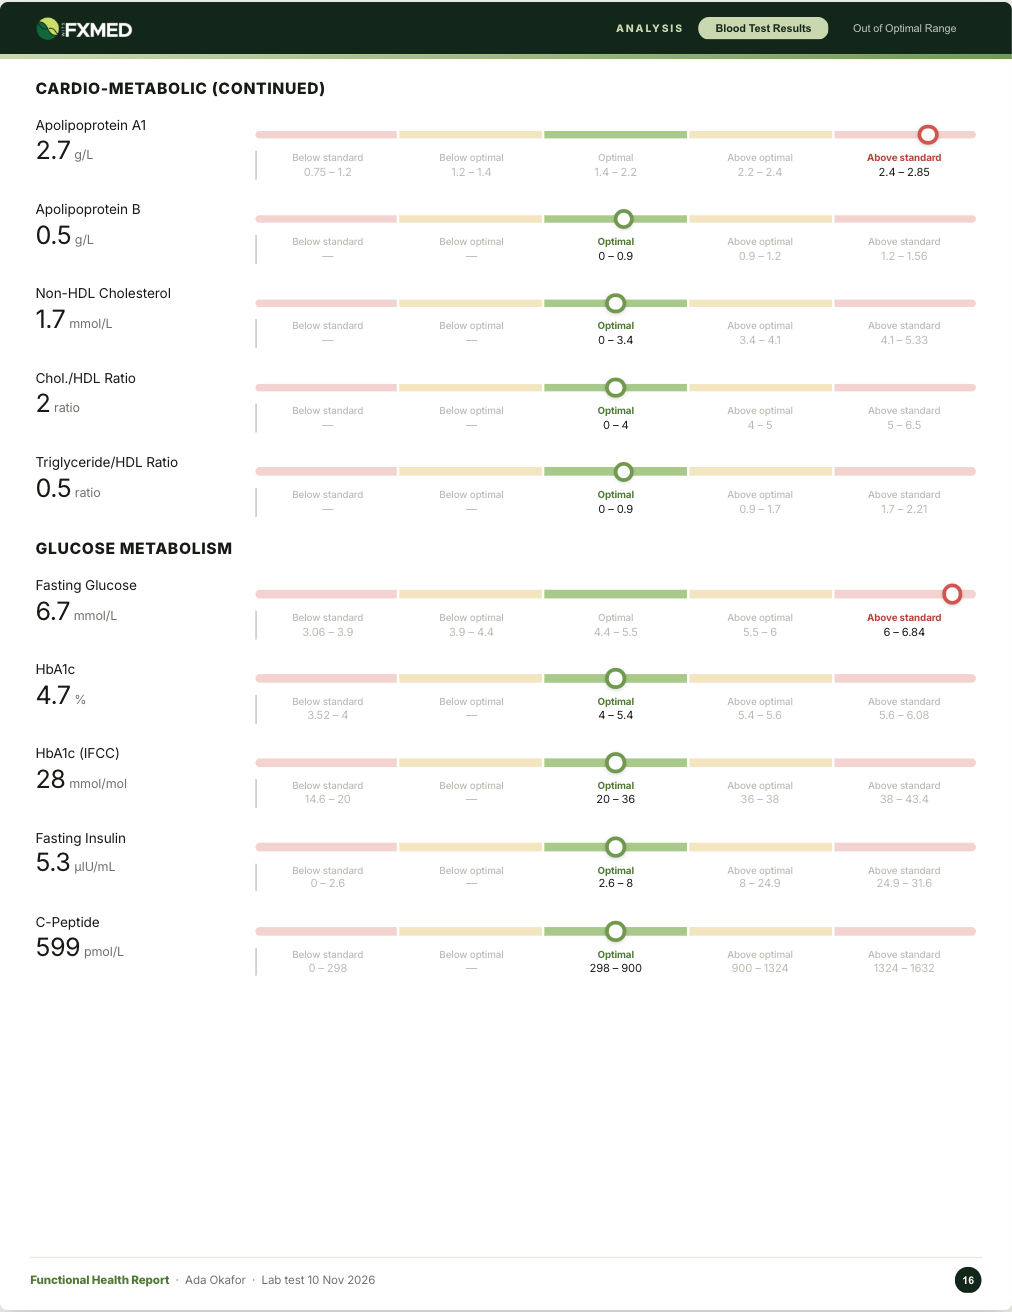 FXMED
ANALYSIS
Blood Test Results
Out of Optimal Range
CARDIO-METABOLIC (CONTINUED)
Apolipoprotein A1
2.7 g/L
Below standard
0.75 – 1.2
Below optimal
1.2 – 1.4
Optimal
1.4 – 2.2
Above optimal
2.2 – 2.4
Above standard
2.4 – 2.85
Apolipoprotein B
0.5 g/L
Below standard
—
Below optimal
—
Optimal
0 – 0.9
Above optimal
0.9 – 1.2
Above standard
1.2 – 1.56
Non-HDL Cholesterol
1.7 mmol/L
Below standard
—
Below optimal
—
Optimal
0 – 3.4
Above optimal
3.4 – 4.1
Above standard
4.1 – 5.33
Chol./HDL Ratio
2 ratio
Below standard
—
Below optimal
—
Optimal
0 – 4
Above optimal
4 – 5
Above standard
5 – 6.5
Triglyceride/HDL Ratio
0.5 ratio
Below standard
—
Below optimal
—
Optimal
0 – 0.9
Above optimal
0.9 – 1.7
Above standard
1.7 – 2.21
GLUCOSE METABOLISM
Fasting Glucose
6.7 mmol/L
Below standard
3.06 – 3.9
Below optimal
3.9 – 4.4
Optimal
4.4 – 5.5
Above optimal
5.5 – 6
Above standard
6 – 6.84
HbA1c
4.7 %
Below standard
3.52 – 4
Below optimal
—
Optimal
4 – 5.4
Above optimal
5.4 – 5.6
Above standard
5.6 – 6.08
HbA1c (IFCC)
28 mmol/mol
Below standard
14.6 – 20
Below optimal
—
Optimal
20 – 36
Above optimal
36 – 38
Above standard
38 – 43.4
Fasting Insulin
5.3 µIU/mL
Below standard
0 – 2.6
Below optimal
—
Optimal
2.6 – 8
Above optimal
8 – 24.9
Above standard
24.9 – 31.6
C-Peptide
599 pmol/L
Below standard
0 – 298
Below optimal
—
Optimal
298 – 900
Above optimal
900 – 1324
Above standard
1324 – 1632
Functional Health Report · Ada Okafor · Lab test 10 Nov 2026
16